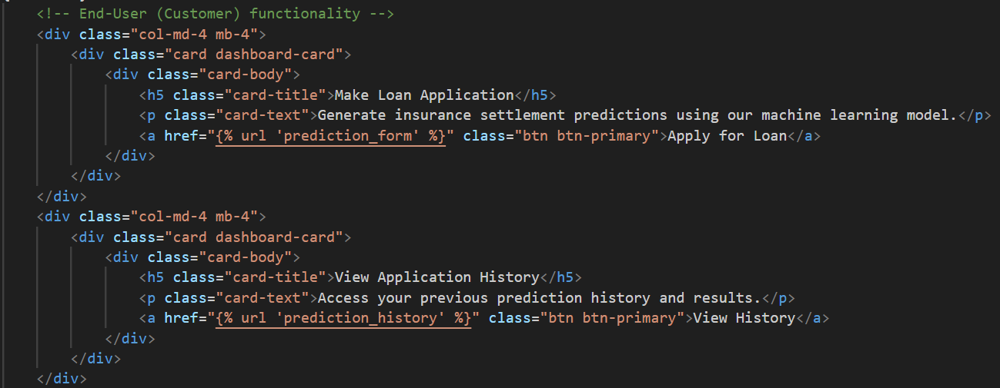 <!-- End-User (Customer) functionality -->
<div class="col-md-4 mb-4">
    <div class="card dashboard-card">
        <div class="card-body">
            <h5 class="card-title">Make Loan Application</h5>
            <p class="card-text">Generate insurance settlement predictions using our machine learning model.</p>
            <a href="{% url 'prediction_form' %}" class="btn btn-primary">Apply for Loan</a>
        </div>
    </div>
</div>
<div class="col-md-4 mb-4">
    <div class="card dashboard-card">
        <div class="card-body">
            <h5 class="card-title">View Application History</h5>
            <p class="card-text">Access your previous prediction history and results.</p>
            <a href="{% url 'prediction_history' %}" class="btn btn-primary">View History</a>
        </div>
    </div>
</div>